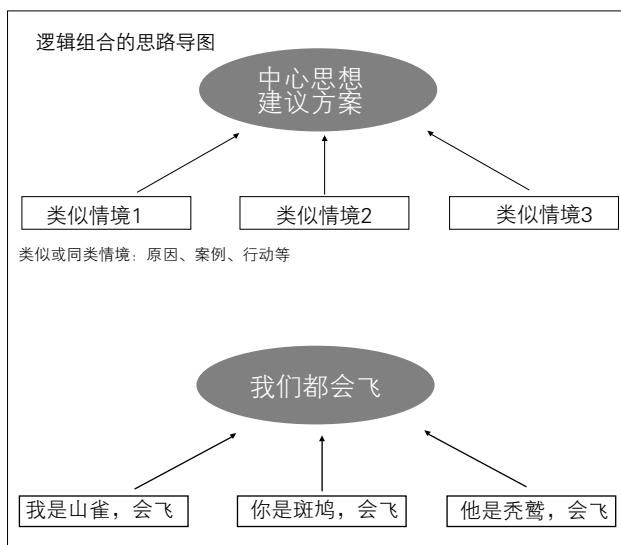 逻辑组合的思路导图
中心思想
建议方案
类似情境1
类似情境2
类似情境3
类似或同类情境：原因、案例、行动等
我们都会飞
我是山雀，会飞
你是斑鸠，会飞
他是秃鹫，会飞